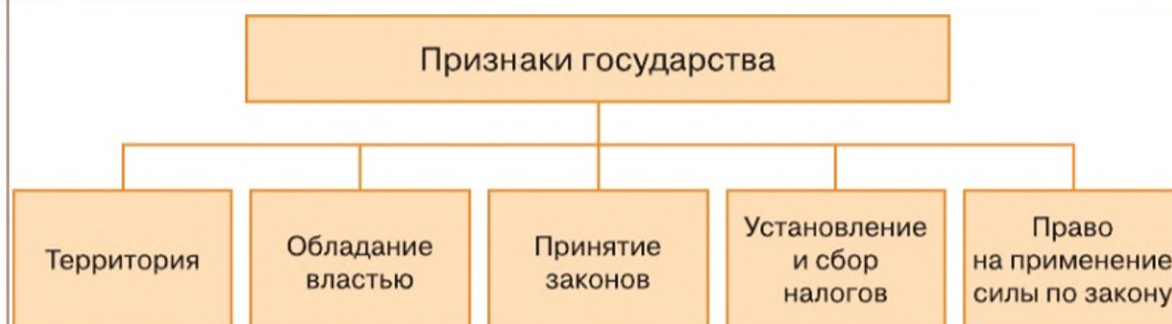 Признаки государства
Территория
Обладание
властью
Принятие
законов
Установление
и сбор
налогов
Право
на применение
силы по закону